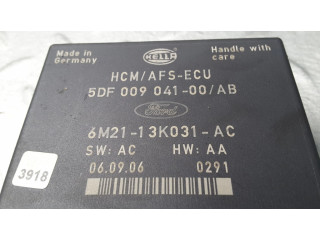 Made in
Germany
HELLA
Handle with
care
HCM/AFS-ECU
5DF 009 041-00/AB
Ford
6M21-13K031-AC
SW: AC HW: AA
06.09.06 0291
3918